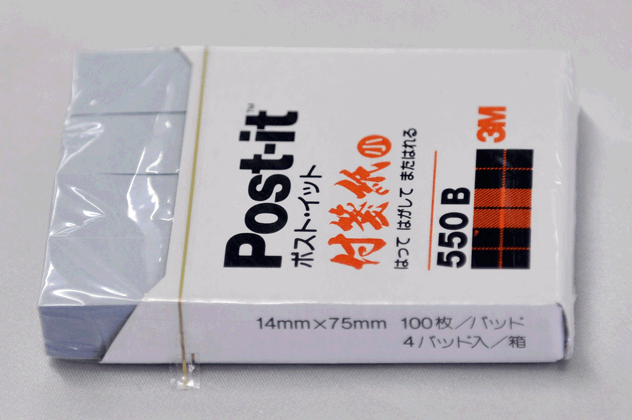 Post-it™
ポスト・イット
付箋紙 小
はって はがして またはれる
550 B
3M
14mm×75mm 100枚／パッド
4パッド入／箱